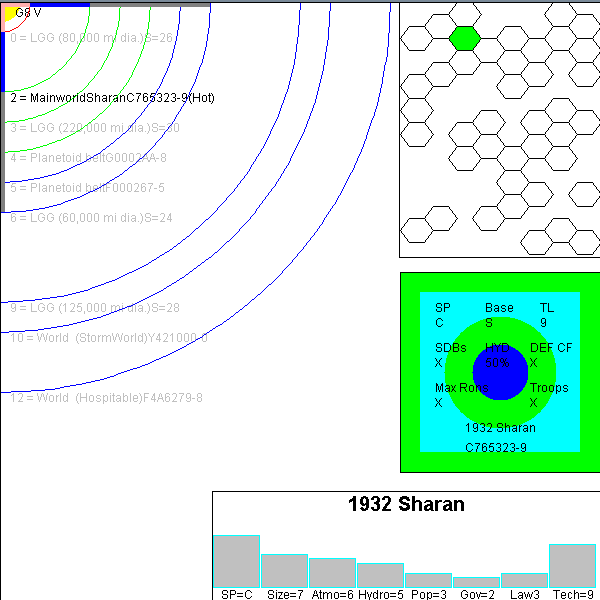 G8 V
0 = LGG (80,000 mi dia.)S=26
2 = MainworldSharanC765323-9(Hot)
3 = LGG (220,000 mi dia.)S=30
4 = Planetoid beltG0002AA-8
5 = Planetoid beltF000267-5
6 = LGG (60,000 mi dia.)S=24
9 = LGG (125,000 mi dia.)S=28
10 = World  (StormWorld)Y421000-0
12 = World  (Hospitable)F4A6279-8
SP Base TL
C S 9
SDBs HYD DEF CF
X 50% X
Max Rone Troops
X X
1932 Sharan
C765323-9
1932 Sharan
SP=C Size=7 Atmo=6 Hydro=5 Pop=3 Gov=2 Law3 Tech=9